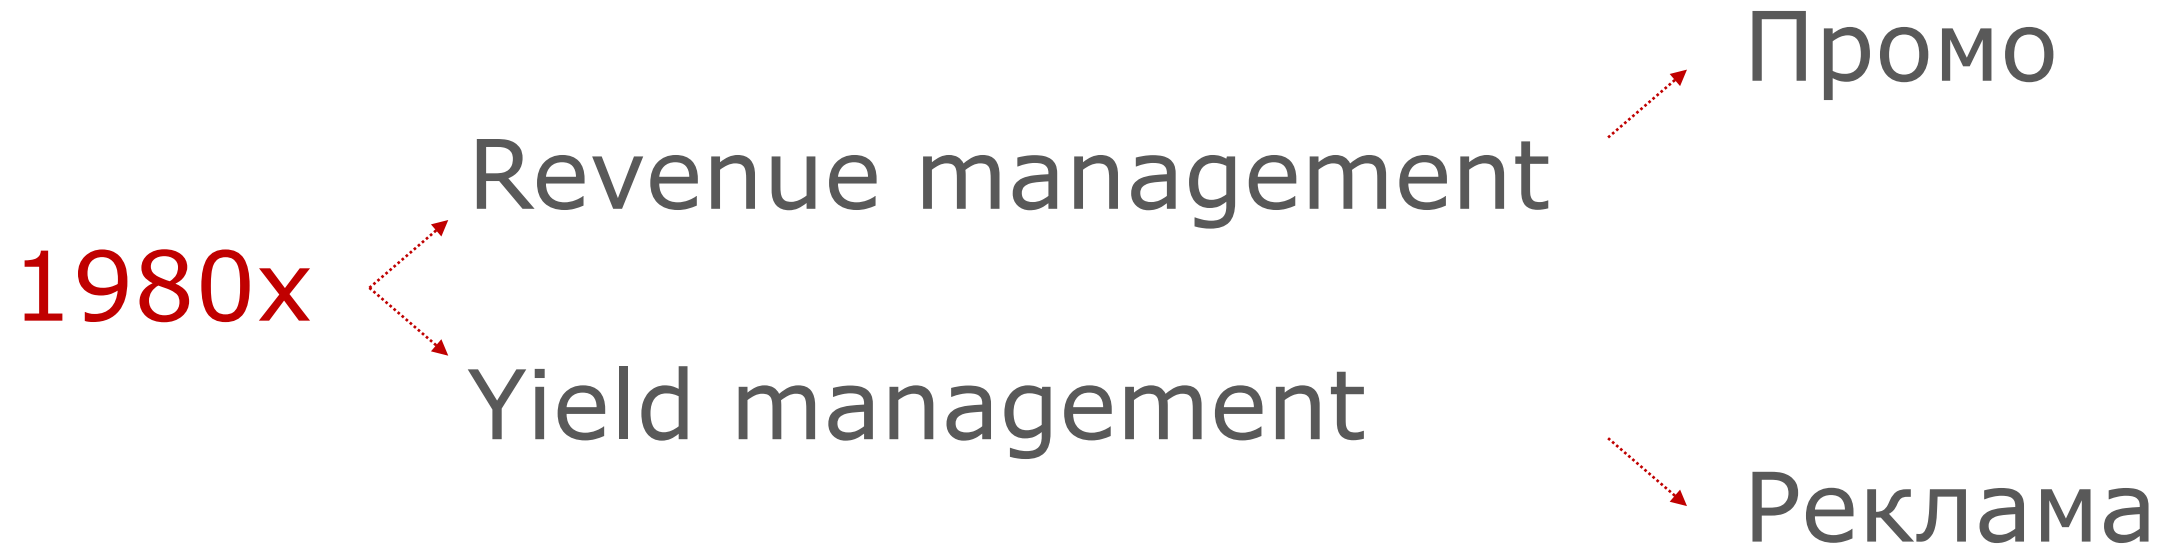 Промо
Revenue management
1980х
Yield management
Реклама